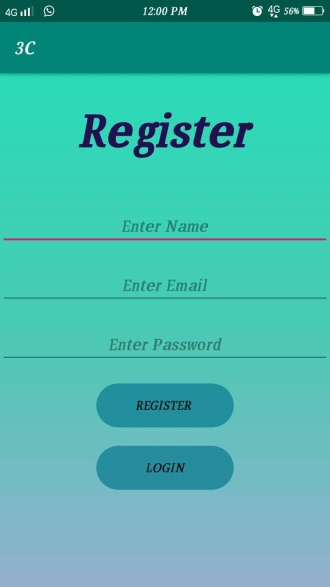 4G 12:00 PM 4G 56%
3C
Register
Enter Name
Enter Email
Enter Password
REGISTER
LOGIN